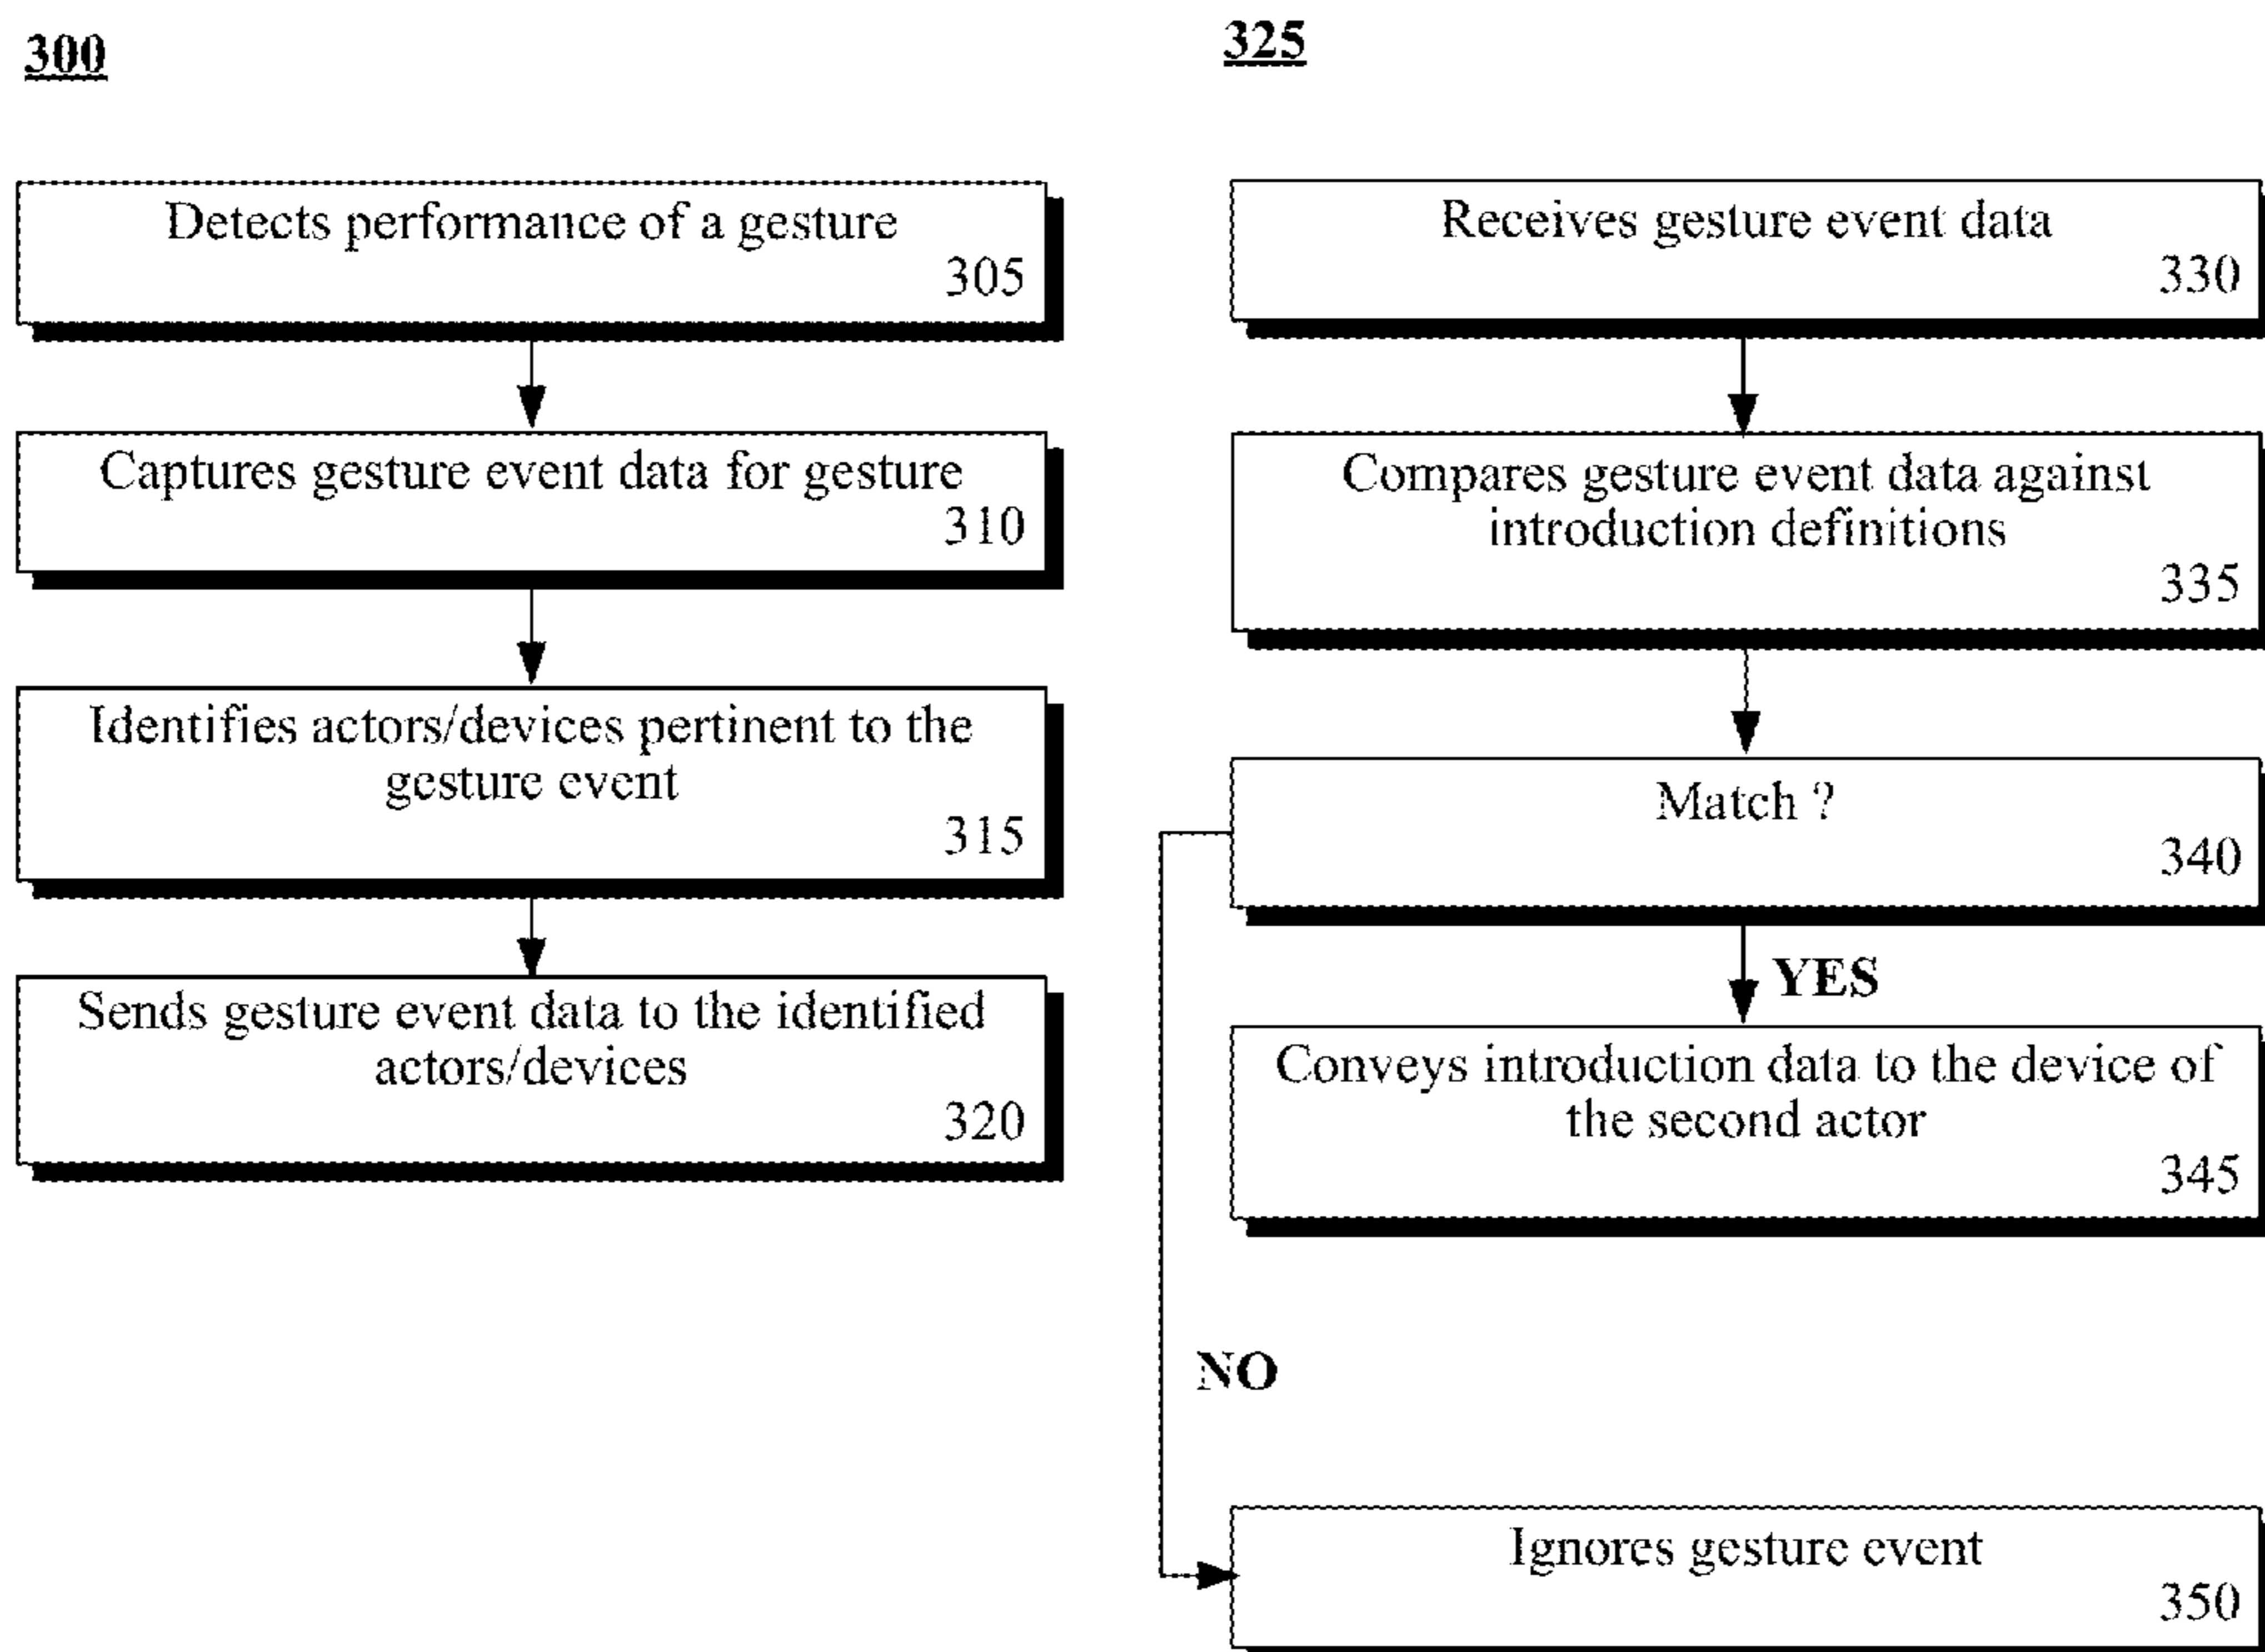 300
Detects performance of a gesture
305
Captures gesture event data for gesture
310
Identifies actors/devices pertinent to the
gesture event
315
Sends gesture event data to the identified
actors/devices
320
325
Receives gesture event data
330
Compares gesture event data against
introduction definitions
335
Match ?
340
YES
Conveys introduction data to the device of
the second actor
345
NO
Ignores gesture event
350